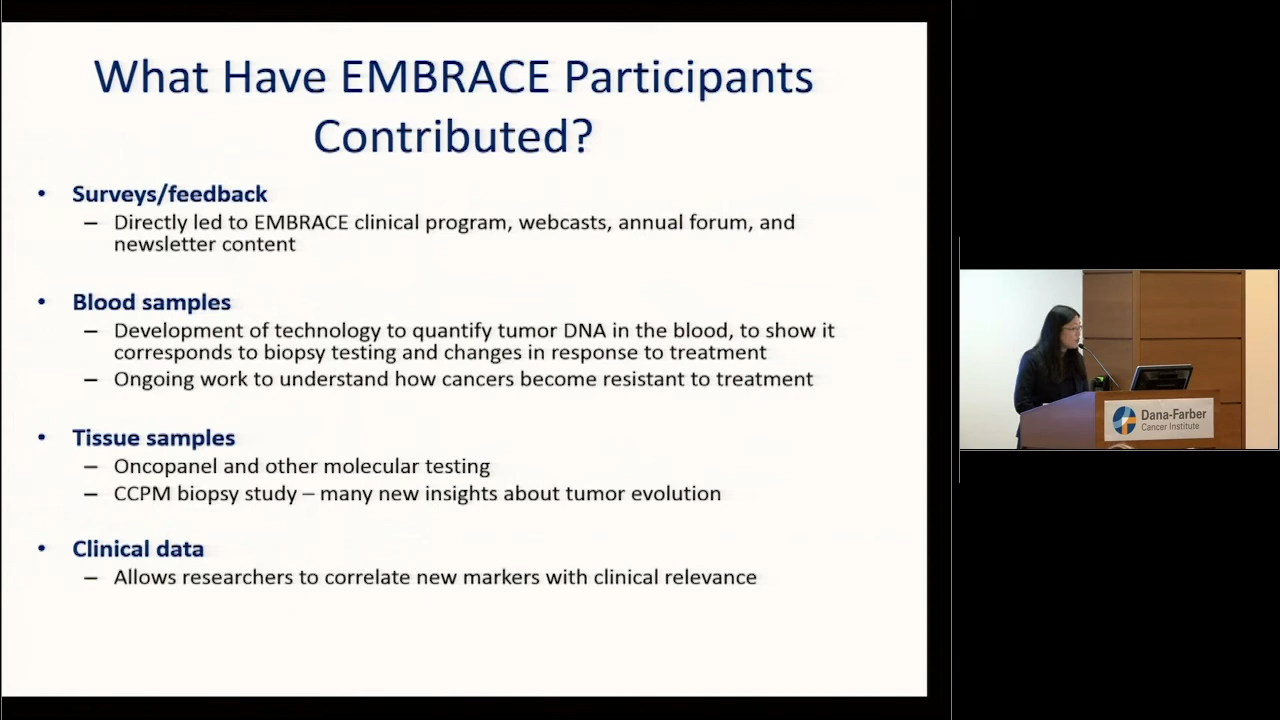 What Have EMBRACE Participants
Contributed?
• Surveys/feedback
– Directly led to EMBRACE clinical program, webcasts, annual forum, and
newsletter content
• Blood samples
– Development of technology to quantify tumor DNA in the blood, to show it
corresponds to biopsy testing and changes in response to treatment
– Ongoing work to understand how cancers become resistant to treatment
• Tissue samples
– Oncopanel and other molecular testing
– CCPM biopsy study – many new insights about tumor evolution
• Clinical data
– Allows researchers to correlate new markers with clinical relevance
Dana-Farber
Cancer Institute